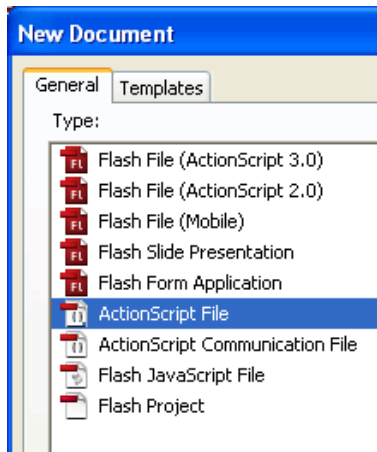 New Document
General Templates
Type:
Flash File (ActionScript 3.0)
Flash File (ActionScript 2.0)
Flash File (Mobile)
Flash Slide Presentation
Flash Form Application
ActionScript File
ActionScript Communication File
Flash JavaScript File
Flash Project